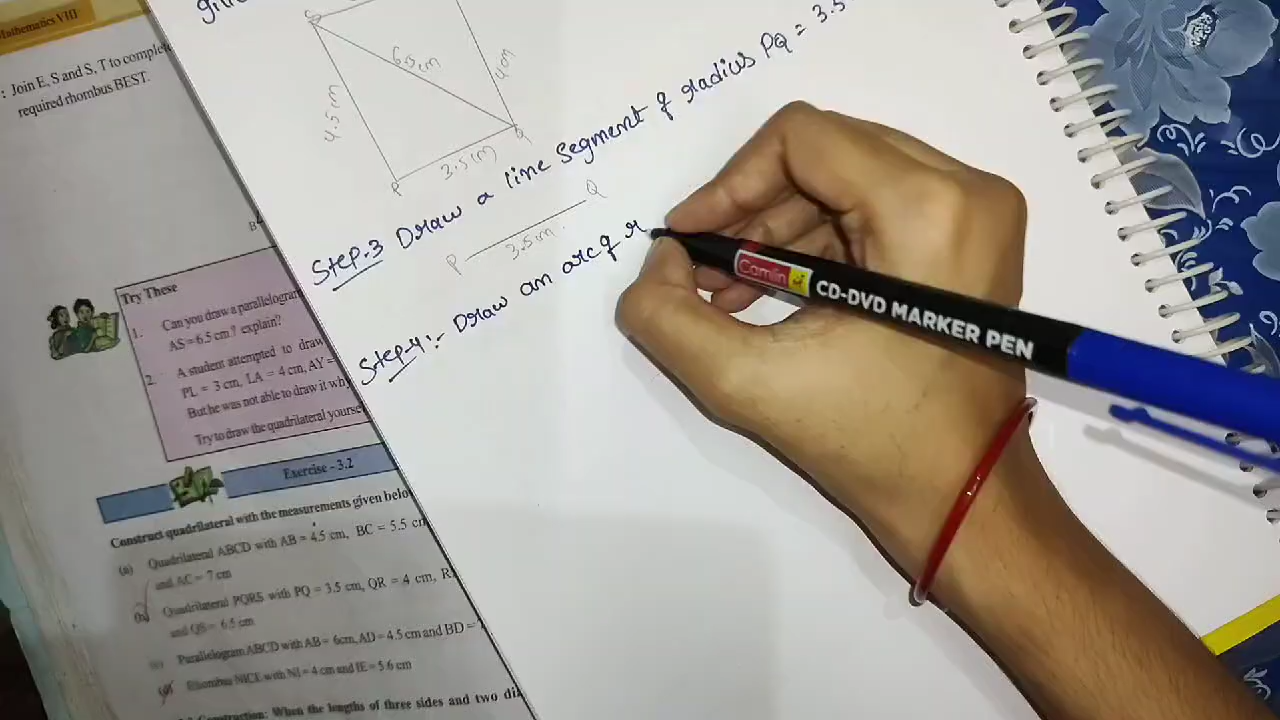 Mathematics VIII
: Join E, S and S, T to complete
required rhombus BEST.
Try These
1. Can you draw a parallelogram
AS = 6.5 cm? explain?
2. A student attempted to draw
PL = 3 cm, LA = 4 cm, AY =
But he was not able to draw it why
Try to draw the quadrilateral yourse
Exercise - 3.2
Construct quadrilateral with the measurements given belo
(a) Quadrilateral ABCD with AB = 4.5 cm, BC = 5.5 cm
and AC = 7 cm
Quadrilateral PQRS with PQ = 3.5 cm, QR = 4 cm, R
and QS = 6.5 cm
Parallelogram ABCD with AB = 6cm, AD = 4.5 cm and BD =
(d) Rhombus NICE with NI = 4 cm and IE = 5.6 cm
Construction: When the lengths of three sides and two di
S
6.5cm
4cm
4.5cm
3.5cm
P
Q
Step.3 Draw a line segment of radius PQ = 3.5
P 3.5cm. Q
Step-4:- Draw an arc of r
Camlin CD-DVD MARKER PEN